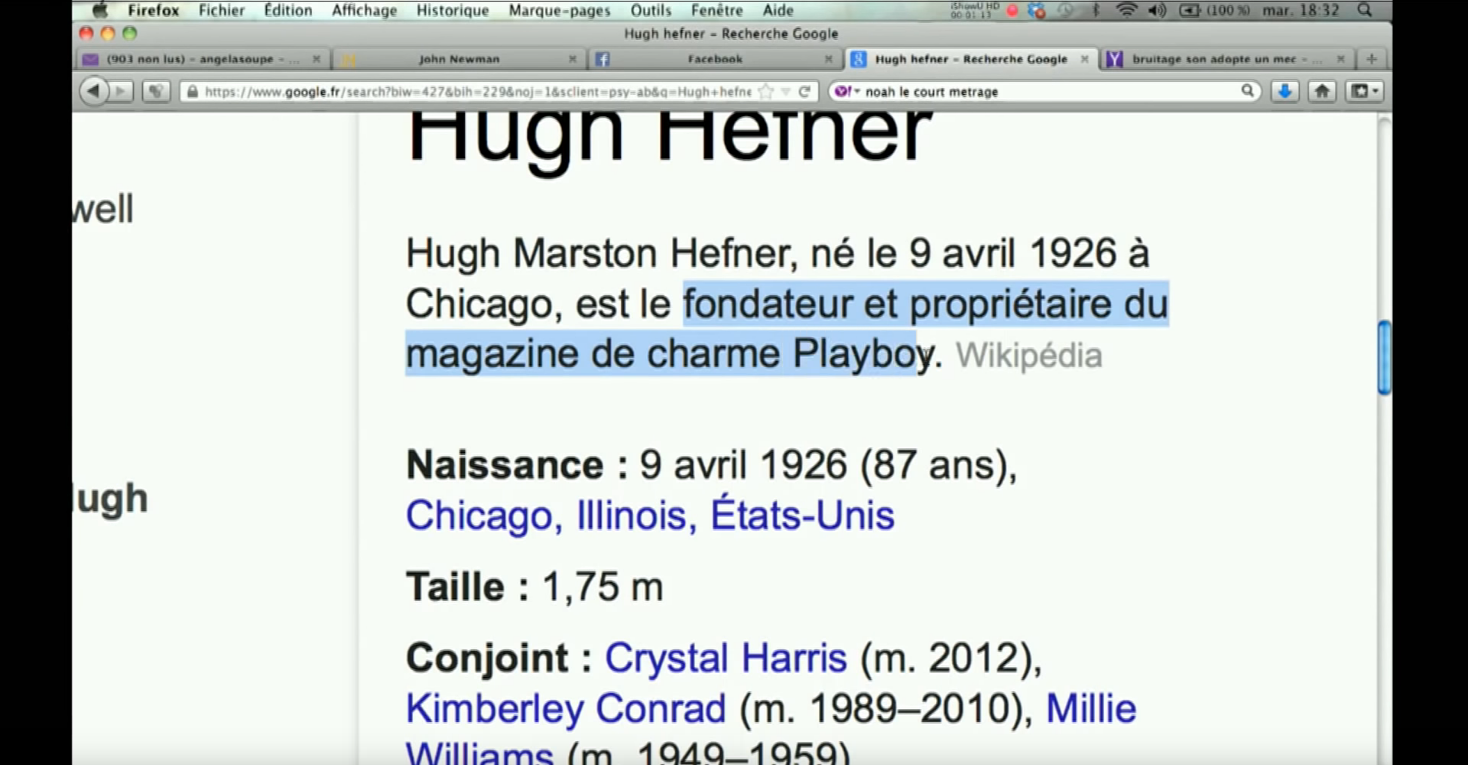 Firefox Fichier Édition Affichage Historique Marque-pages Outils Fenêtre Aide iShowU HD 00:01:13 (100 %) mar. 18:32
Hugh hefner – Recherche Google
(903 non lus) – angelasoupe – ... John Newman Facebook Hugh hefner – Recherche Google bruitage son adopte un mec – ...
https://www.google.fr/search?biw=427&bih=229&noj=1&sclient=psy-ab&q=Hugh+hefne noah le court metrage
Hugh Hefner
well
Hugh Marston Hefner, né le 9 avril 1926 à
Chicago, est le fondateur et propriétaire du
magazine de charme Playboy. Wikipédia
Naissance : 9 avril 1926 (87 ans),
ugh
Chicago, Illinois, États-Unis
Taille : 1,75 m
Conjoint : Crystal Harris (m. 2012),
Kimberley Conrad (m. 1989–2010), Millie
Williams (m. 1949–1959)